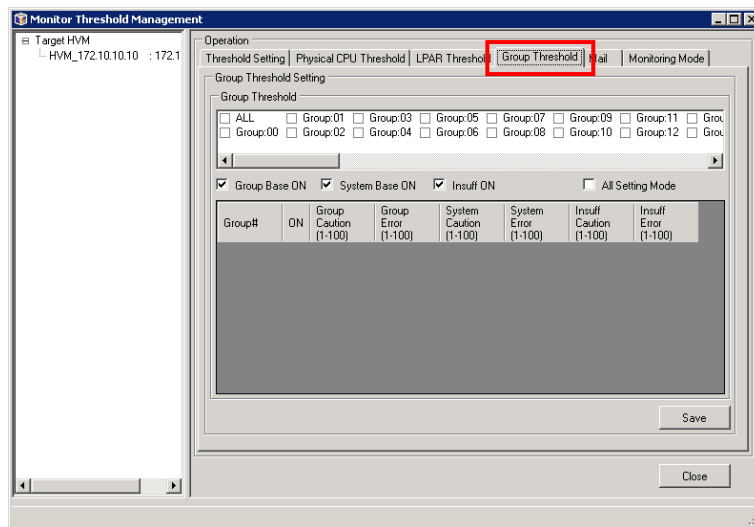 Monitor Threshold Management
Target HVM
HVM_172.10.10.10 : 172.1
Operation
Threshold Setting Physical CPU Threshold LPAR Threshold Group Threshold Mail Monitoring Mode
Group Threshold Setting
Group Threshold
ALL Group:01 Group:03 Group:05 Group:07 Group:09 Group:11 Grou
Group:00 Group:02 Group:04 Group:06 Group:08 Group:10 Group:12 Grou
Group Base ON System Base ON Insuff ON All Setting Mode
Group# ON Group Caution (1-100) Group Error (1-100) System Caution (1-100) System Error (1-100) Insuff Caution (1-100) Insuff Error (1-100)
Save
Close